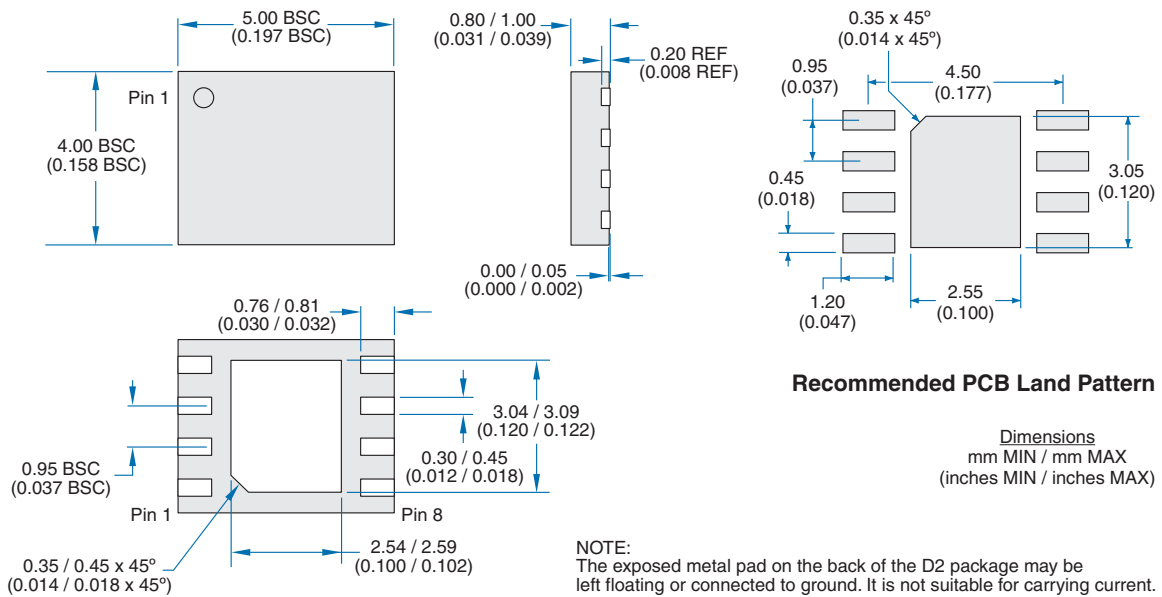 5.00 BSC
(0.197 BSC)
Pin 1
4.00 BSC
(0.158 BSC)
0.80 / 1.00
(0.031 / 0.039)
0.20 REF
(0.008 REF)
0.00 / 0.05
(0.000 / 0.002)
0.35 x 45º
(0.014 x 45º)
0.95
(0.037)
4.50
(0.177)
0.45
(0.018)
3.05
(0.120)
1.20
(0.047)
2.55
(0.100)
Recommended PCB Land Pattern
0.76 / 0.81
(0.030 / 0.032)
3.04 / 3.09
(0.120 / 0.122)
0.30 / 0.45
(0.012 / 0.018)
0.95 BSC
(0.037 BSC)
Pin 1
Pin 8
0.35 / 0.45 x 45º
(0.014 / 0.018 x 45º)
2.54 / 2.59
(0.100 / 0.102)
Dimensions
mm MIN / mm MAX
(inches MIN / inches MAX)
NOTE:
The exposed metal pad on the back of the D2 package may be
left floating or connected to ground. It is not suitable for carrying current.